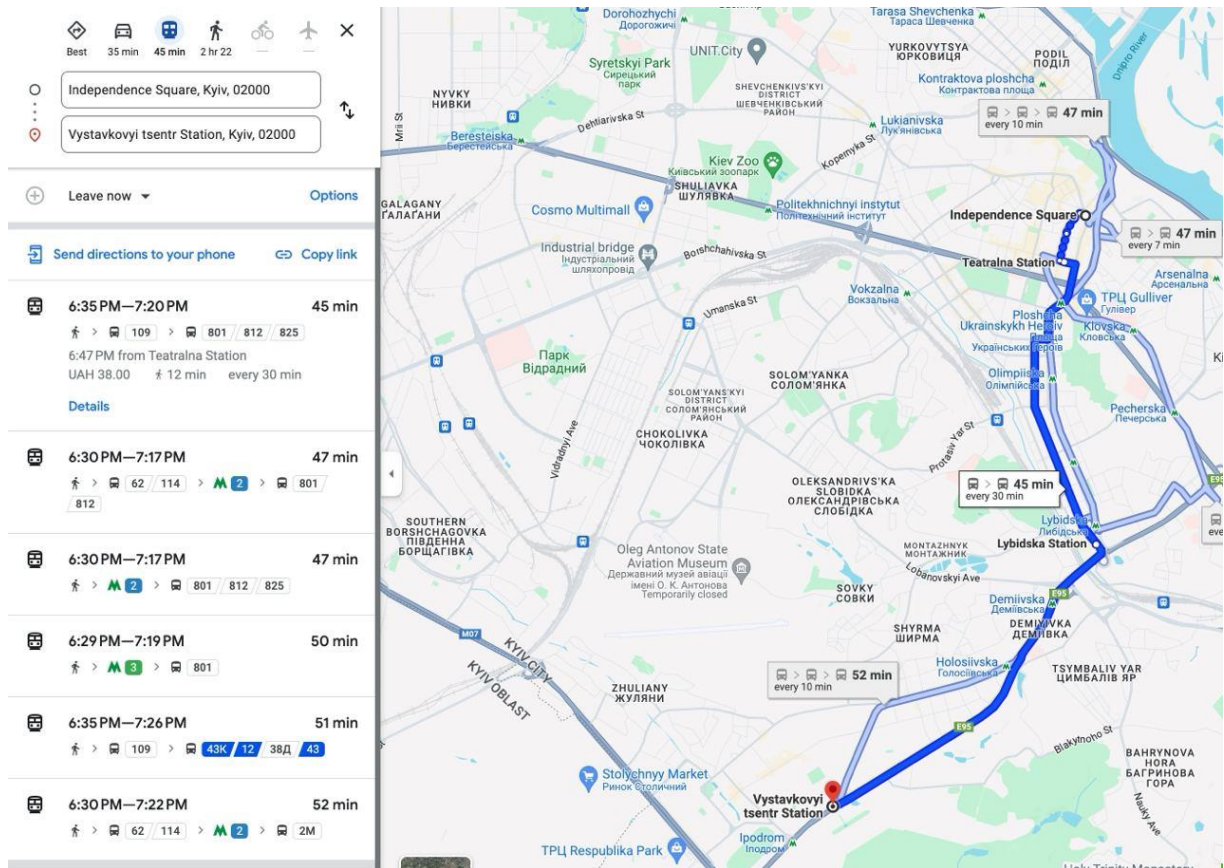 Best
35 min
45 min
2 hr 22
Independence Square, Kyiv, 02000
Vystavkovyi tsentr Station, Kyiv, 02000
Leave now
Options
Send directions to your phone
Copy link
6:35 PM—7:20 PM 45 min
109 801 / 812 / 825
6:47 PM from Teatralna Station
UAH 38.00 12 min every 30 min
Details
6:30 PM—7:17 PM 47 min
62 / 114 M 2 801 /
/ 812
6:30 PM—7:17 PM 47 min
M 2 801 / 812 / 825
6:29 PM—7:19 PM 50 min
M 3 801
6:35 PM—7:26 PM 51 min
109 43К / 12 / 38Д / 43
6:30 PM—7:22 PM 52 min
62 / 114 M 2 2М
Dorohozhychi
Дорогожичі
Tarasa Shevchenka
Тараса Шевченка
UNIT.City
YURKOVYTSYA
ЮРКОВИЦЯ
PODIL
ПОДІЛ
Dnipro River
Syretskyi Park
Сирецький
парк
Kontraktova ploshcha
Контрактова площа
NYVKY
НИВКИ
SHEVCHENKIVS'KYI
DISTRICT
ШЕВЧЕНКІВСЬКИЙ
РАЙОН
47 min
every 10 min
Mrii St
Dehtiarivska St
Lukianivska
Лук'янівська
Beresteiska
Берестейська
Kopernyka St
Kiev Zoo
Київський зоопарк
SHULIAVKA
ШУЛЯВКА
GALAGANY
ГАЛАГАНИ
Cosmo Multimall
Politekhnichnyi instytut
Політехнічний інститут
Independence Square
47 min
every 7 min
Industrial bridge
Індустріальний
шляхопровід
Borshchahivska St
Teatralna Station
Arsenalna
Арсенальна
Vokzalna
Вокзальна
ТРЦ Gulliver
Гулівер
Umanska St
Ploshcha
Ukrainskykh Heroiv
Площа
Українських героїв
Klovska
Кловська
Парк
Відрадний
SOLOM'YANKA
СОЛОМ'ЯНКА
Olimpiiska
Олімпійська
SOLOM'YANS'KYI
DISTRICT
СОЛОМ'ЯНСЬКИЙ
РАЙОН
Pecherska
Печерська
Vidradnyi Ave
CHOKOLIVKA
ЧОКОЛІВКА
Protasiv Yar St
OLEKSANDRIVS'KA
SLOBIDKA
ОЛЕКСАНДРІВСЬКА
СЛОБІДКА
45 min
every 30 min
E95
SOUTHERN
BORSHCHAGOVKA
ПІВДЕННА
БОРЩАГІВКА
Lybidska
Либідська
Lybidska Station
Oleg Antonov State
Aviation Museum
Державний музей авіації
імені О. К. Антонова
Temporarily closed
MONTAZHNYK
МОНТАЖНИК
Lobanovskyi Ave
SOVKY
СОВКИ
E95
Demiivska
Деміївська
DEMIYIVKA
ДЕМІЇВКА
SHYRMA
ШИРМА
M07
KYIV CITY
KYIV OBLAST
Holosiivska
Голосіївська
TSYMBALIV YAR
ЦИМБАЛІВ ЯР
52 min
every 10 min
ZHULIANY
ЖУЛЯНИ
E95
Blakytnoho St
BAHRYNOVA
HORA
БАГРИНОВА
ГОРА
Stolychnyy Market
Ринок Столичний
Vystavkovyi
tsentr Station
Nauky Ave
Ipodrom
Іподром
ТРЦ Respublika Park